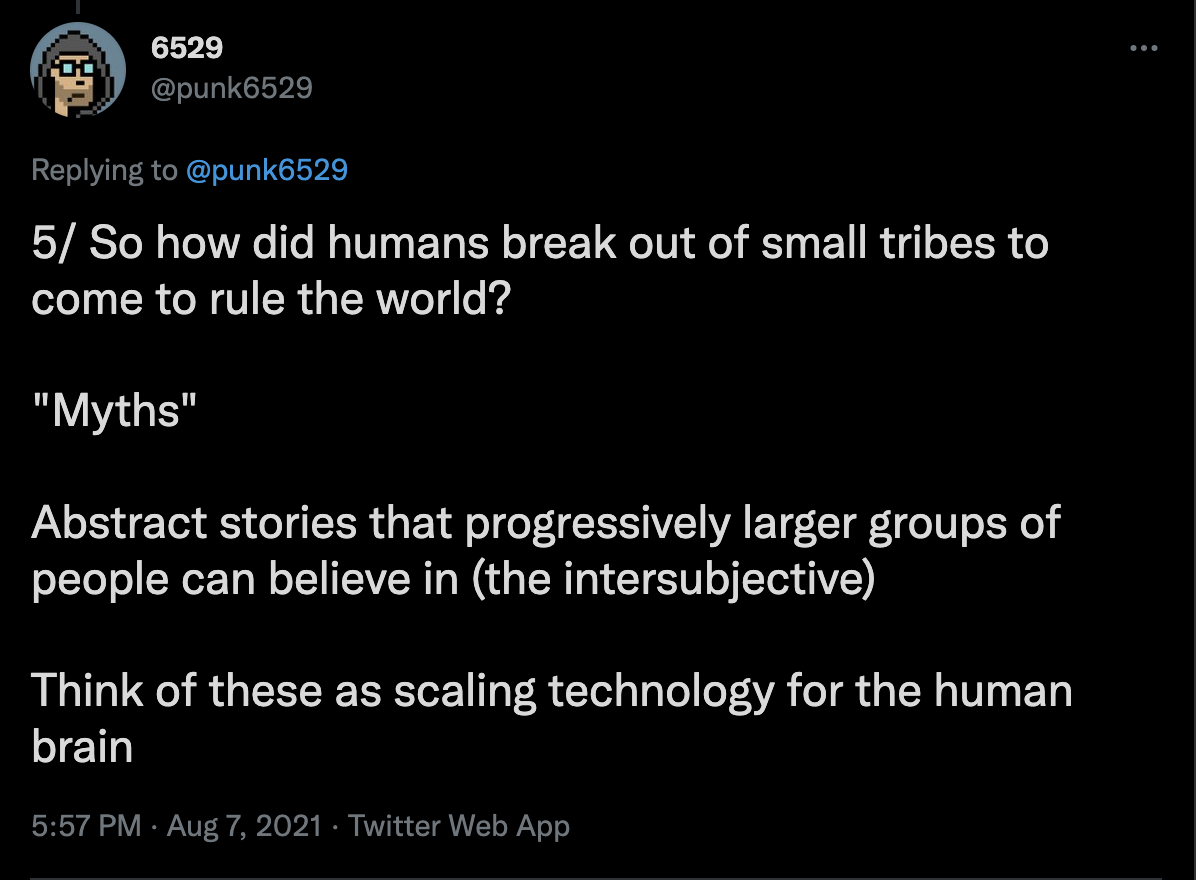 6529
@punk6529
Replying to @punk6529
5/ So how did humans break out of small tribes to
come to rule the world?
"Myths"
Abstract stories that progressively larger groups of
people can believe in (the intersubjective)
Think of these as scaling technology for the human
brain
5:57 PM · Aug 7, 2021 · Twitter Web App